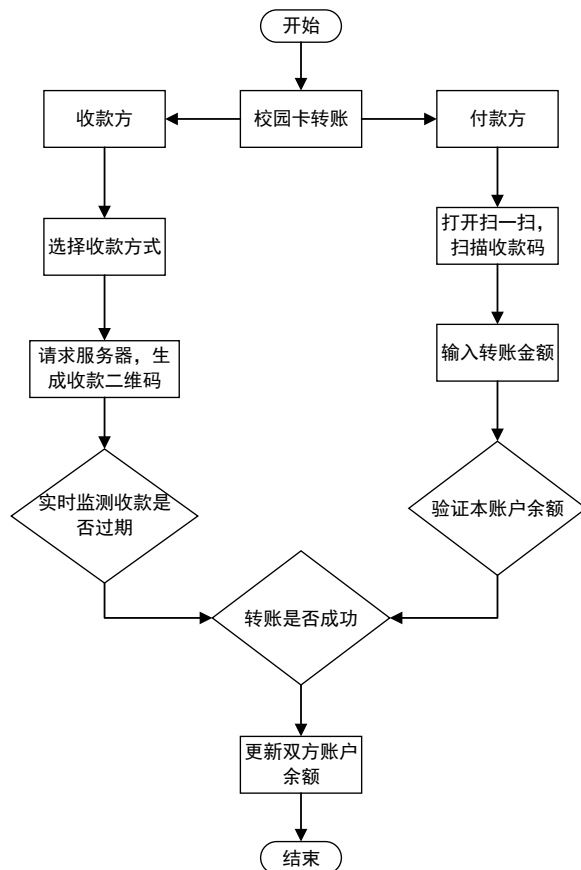 开始
收款方
校园卡转账
付款方
选择收款方式
打开扫一扫，
扫描收款码
请求服务器，生
成收款二维码
输入转账金额
实时监测收款是
否过期
验证本账户余额
转账是否成功
更新双方账户
余额
结束